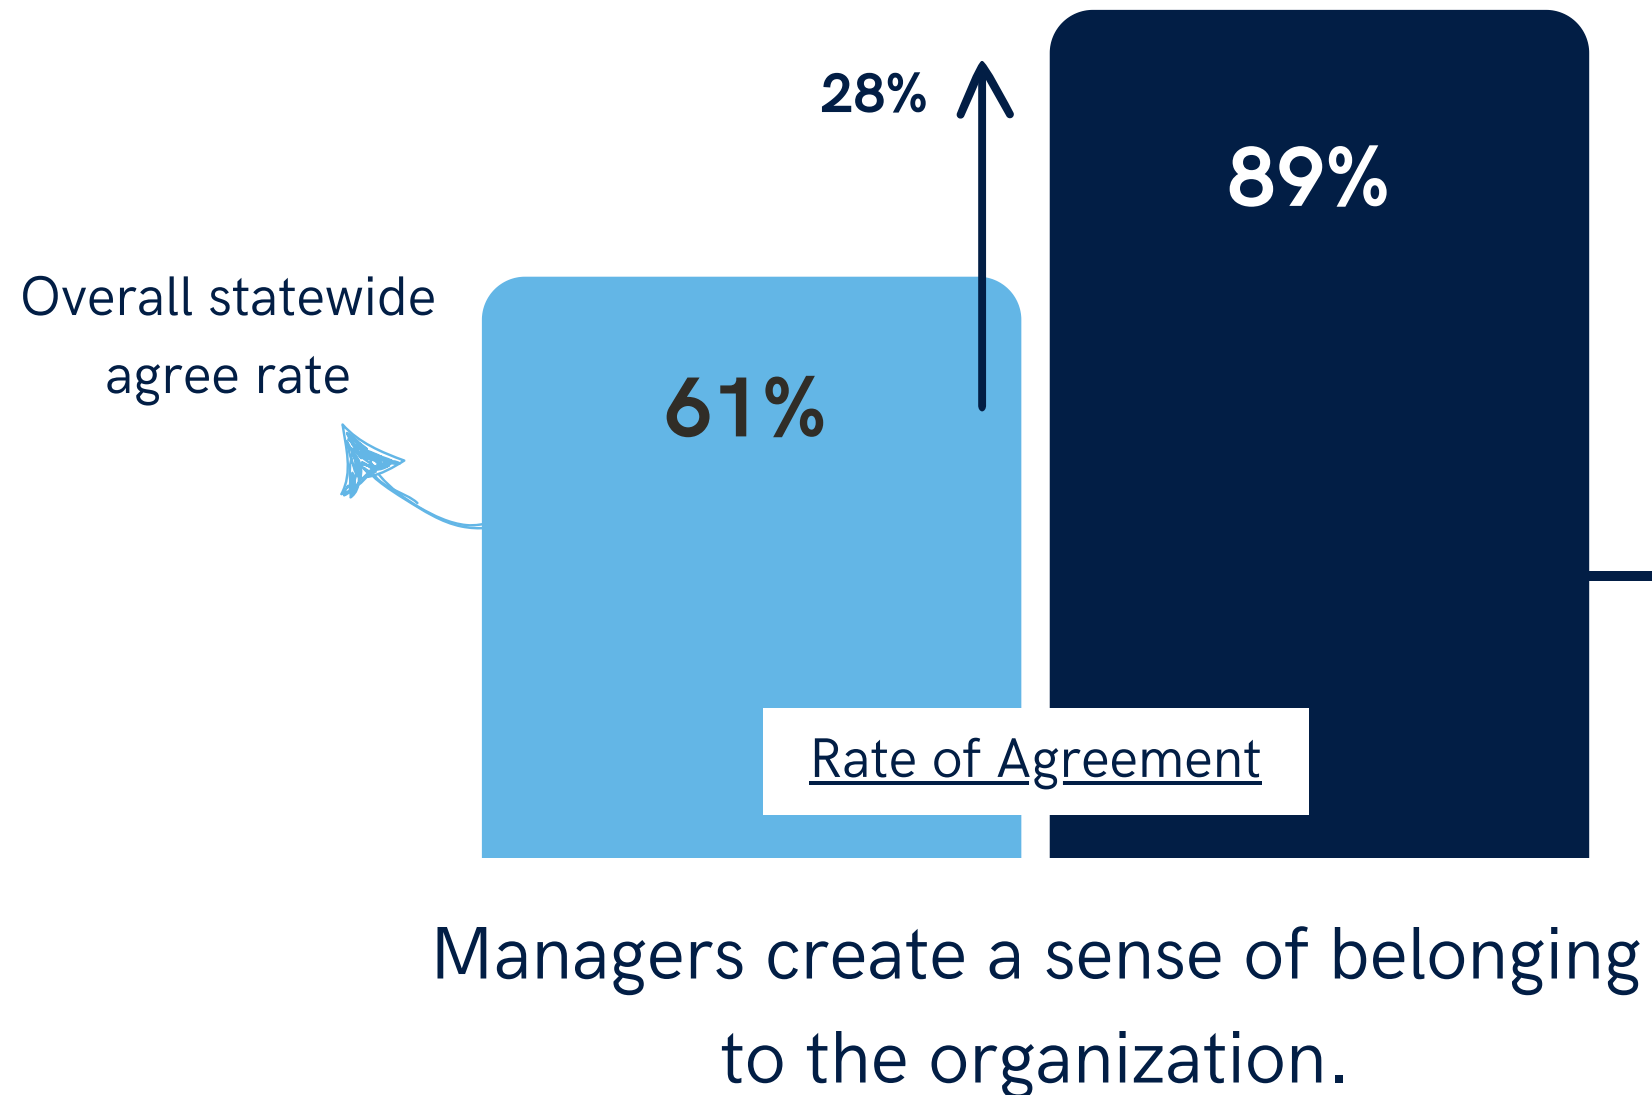 28%
89%
Overall statewide
agree rate
61%
Rate of Agreement
Managers create a sense of belonging
to the organization.